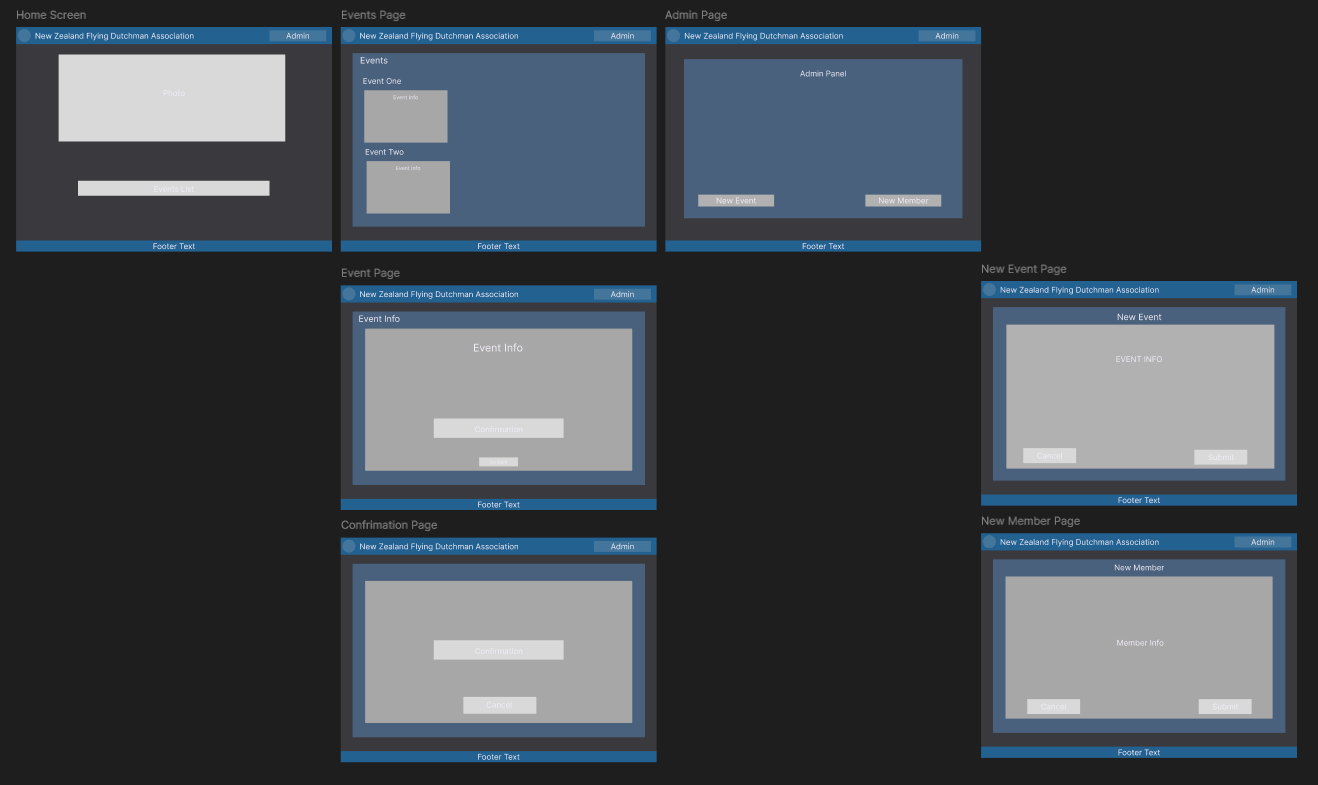 Home Screen
New Zealand Flying Dutchman Association
Admin
Photo
Events List
Footer Text
Events Page
New Zealand Flying Dutchman Association
Admin
Events
Event One
Event Info
Event Two
Event Info
Footer Text
Admin Page
New Zealand Flying Dutchman Association
Admin
Admin Panel
New Event
New Member
Footer Text
Event Page
New Zealand Flying Dutchman Association
Admin
Event Info
Event Info
Confirmation
Footer Text
New Event Page
New Zealand Flying Dutchman Association
Admin
New Event
EVENT INFO
Cancel
Submit
Footer Text
Confrimation Page
New Zealand Flying Dutchman Association
Admin
Confirmation
Cancel
Footer Text
New Member Page
New Zealand Flying Dutchman Association
Admin
New Member
Member Info
Cancel
Submit
Footer Text